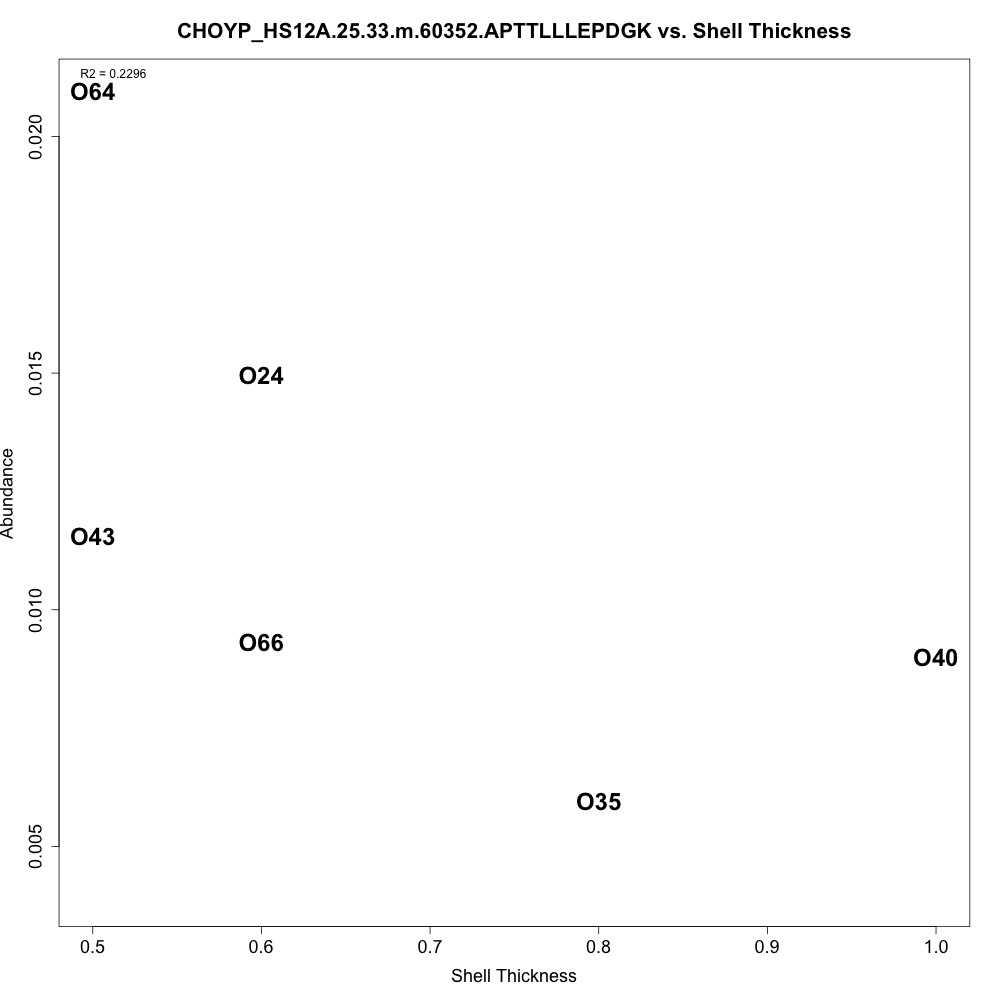 CHOYP_HS12A.25.33.m.60352.APTTLLLEPDGK vs. Shell Thickness
R2 = 0.2296
O64
0.020
O24
0.015
Abundance
O43
0.010
O66
O40
O35
0.005
0.5 0.6 0.7 0.8 0.9 1.0
Shell Thickness